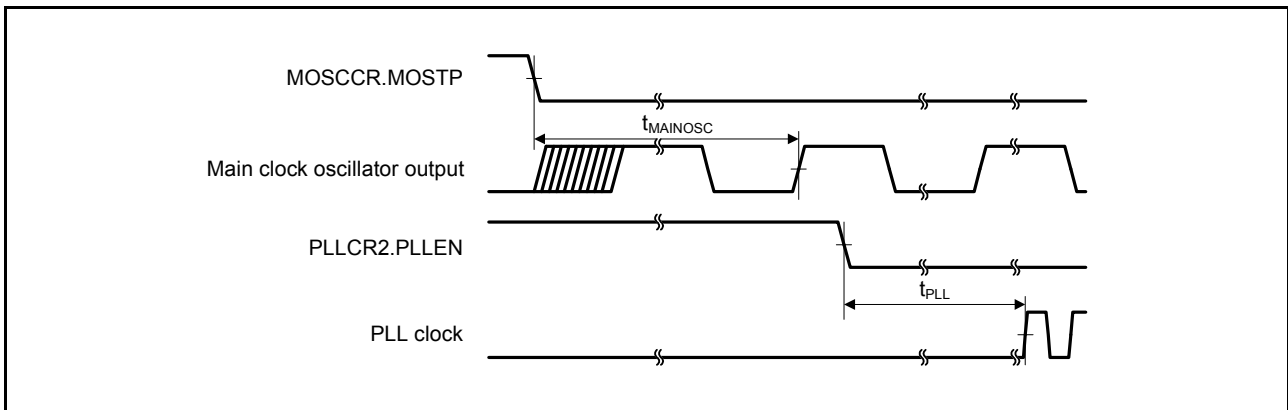 MOSCCR.MOSTP
tMAINOSC
Main clock oscillator output
PLLCR2.PLLEN
tPLL
PLL clock